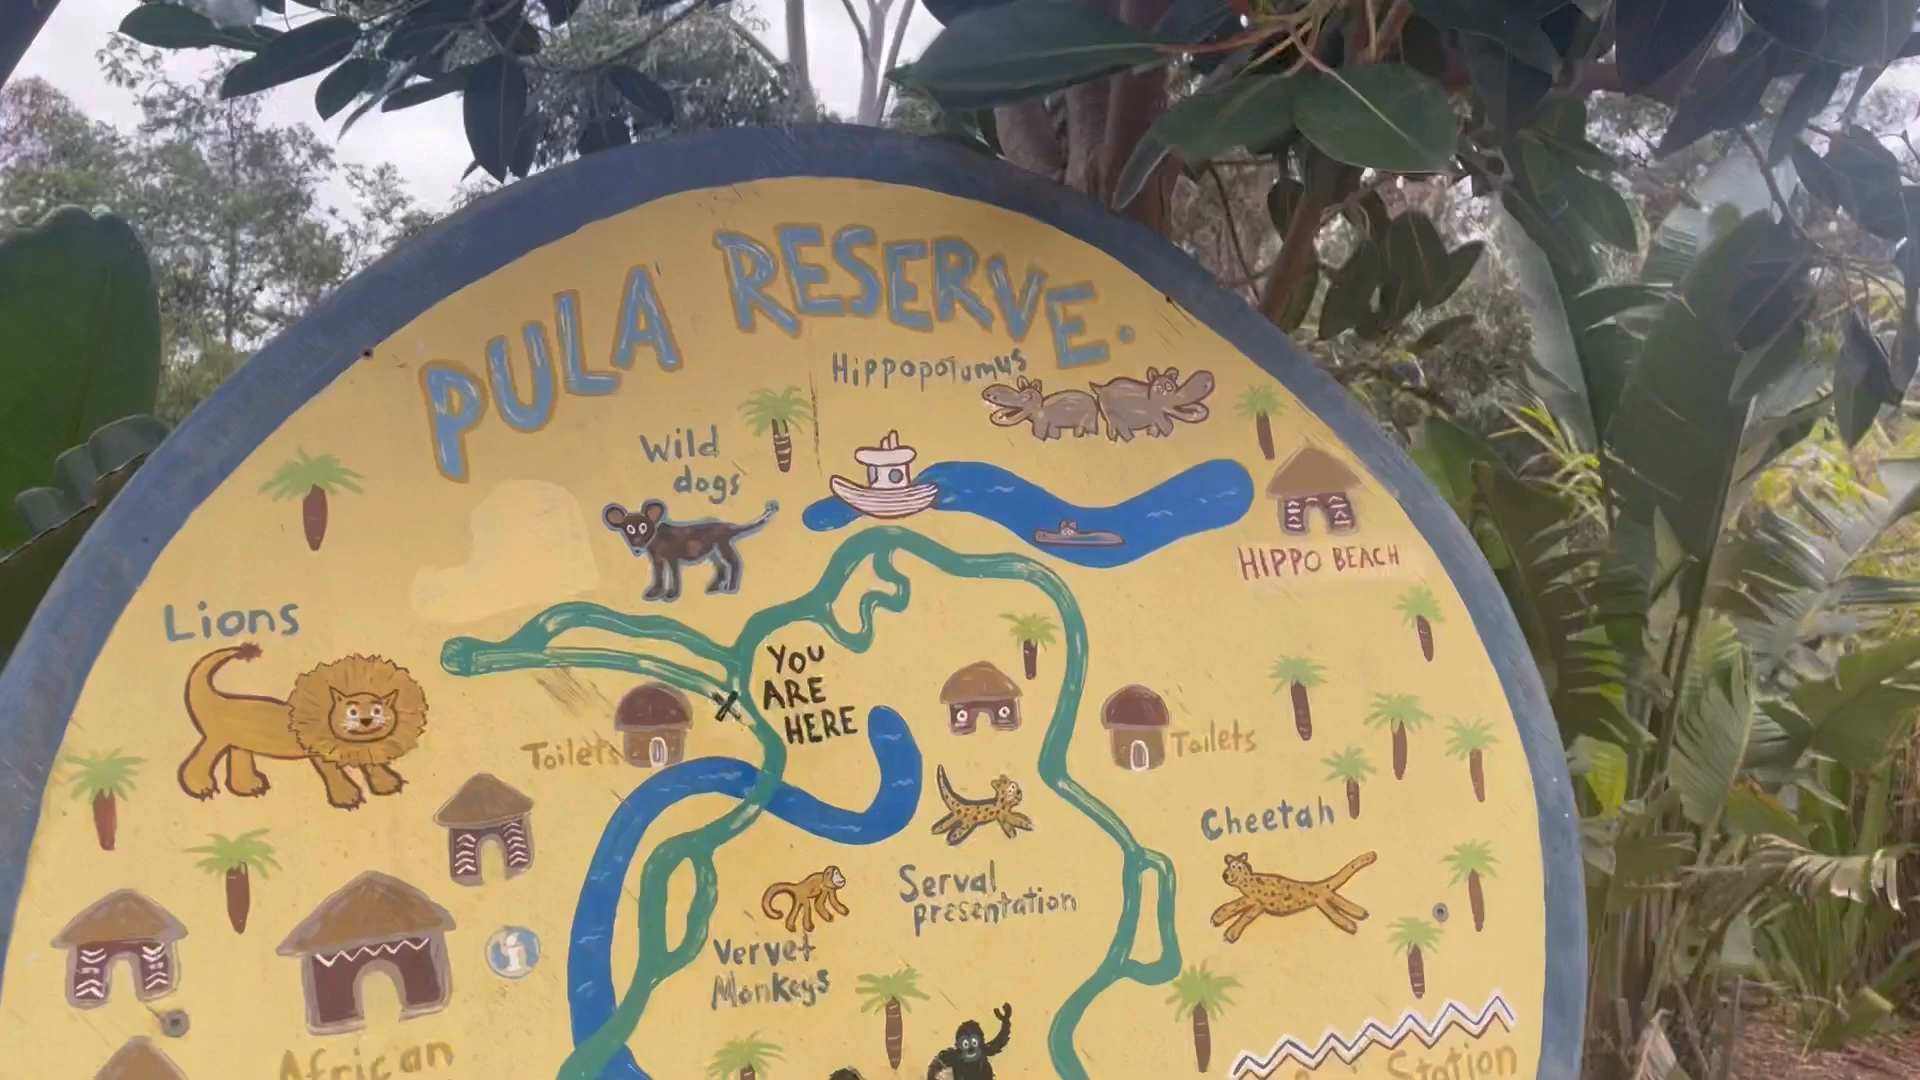 PULA RESERVE.
Hippopotumus
Wild
dogs
HIPPO BEACH
Lions
YOU
ARE
HERE
X
Toilets
Toilets
Cheetah
Serval
presentation
Vervet
Monkeys
i
African
Station